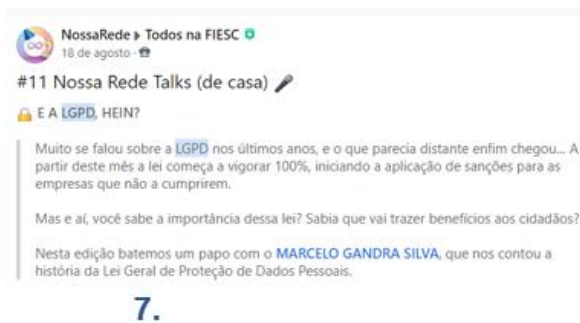 NossaRede ▸ Todos na FIESC
18 de agosto ·
#11 Nossa Rede Talks (de casa) 🎤
🔒 E A LGPD, HEIN?
Muito se falou sobre a LGPD nos últimos anos, e o que parecia distante enfim chegou... A
partir deste mês a lei começa a vigorar 100%, iniciando a aplicação de sanções para as
empresas que não a cumprirem.
Mas e aí, você sabe a importância dessa lei? Sabia que vai trazer benefícios aos cidadãos?
Nesta edição batemos um papo com o MARCELO GANDRA SILVA, que nos contou a
história da Lei Geral de Proteção de Dados Pessoais.
7.